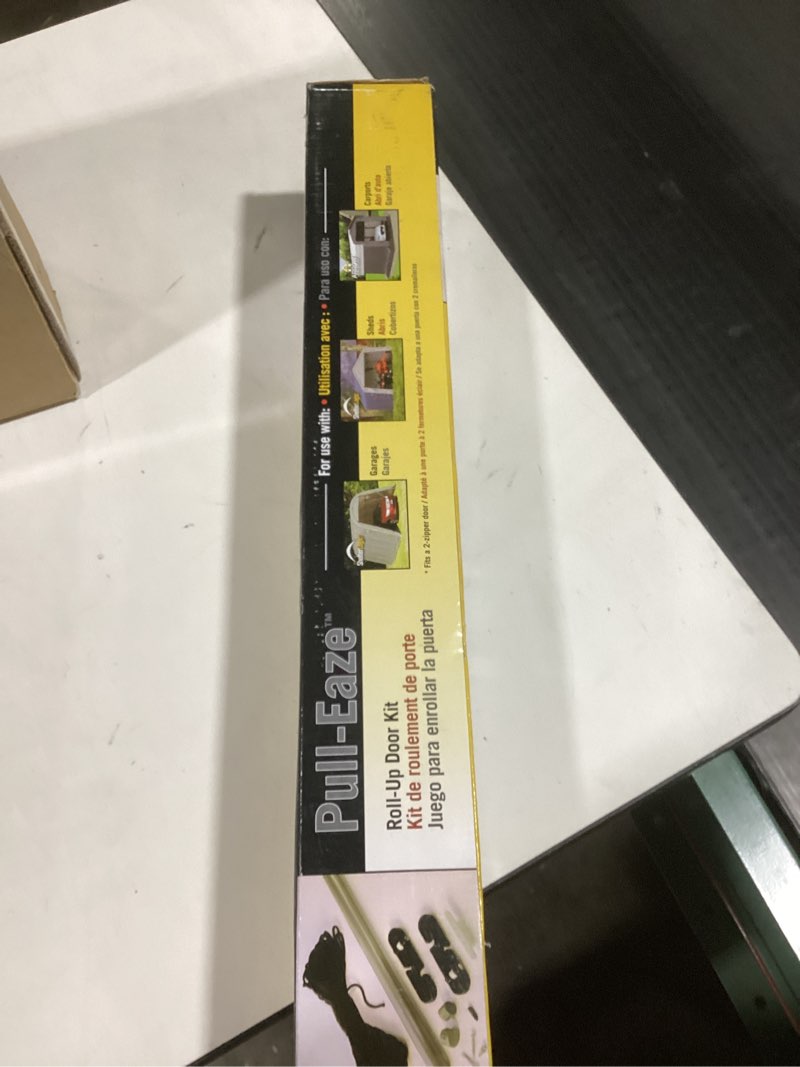 Pull-Eaze™
For use with: • Utilisation avec : • Para uso con:
Roll-Up Door Kit
Kit de roulement de porte
Juego para enrollar la puerta
Garages
Garajes
Sheds
Abris
Cobertizos
Carports
Abri d'auto
Garaje abierto
* Fits a 2-zipper door / Adapté à une porte à 2 fermetures éclair / Se adapta a una puerta con 2 cremalleras